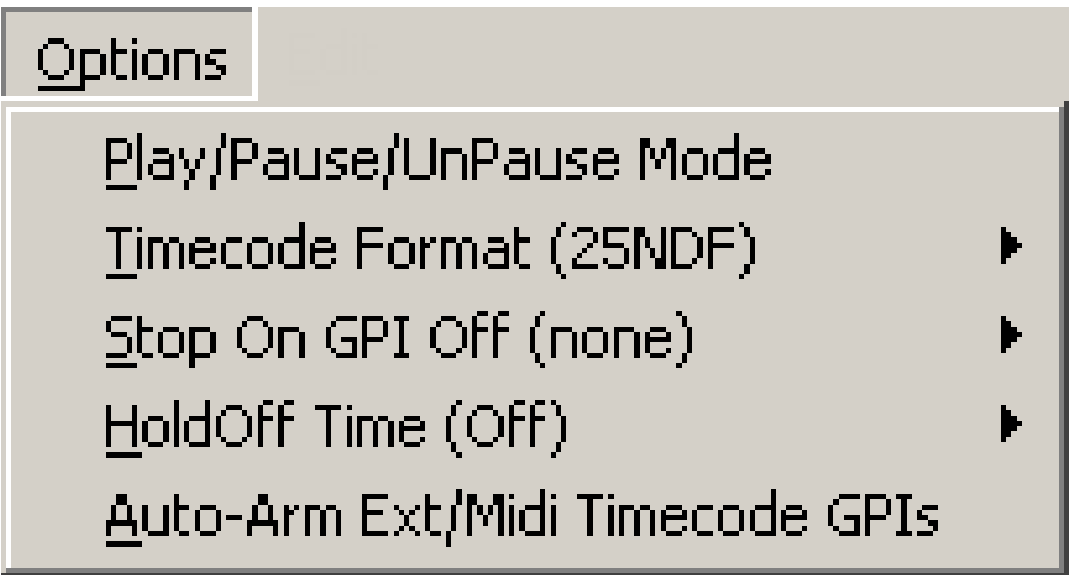 Options
Play/Pause/UnPause Mode
Timecode Format (25NDF)
Stop On GPI Off (none)
HoldOff Time (Off)
Auto-Arm Ext/Midi Timecode GPIs